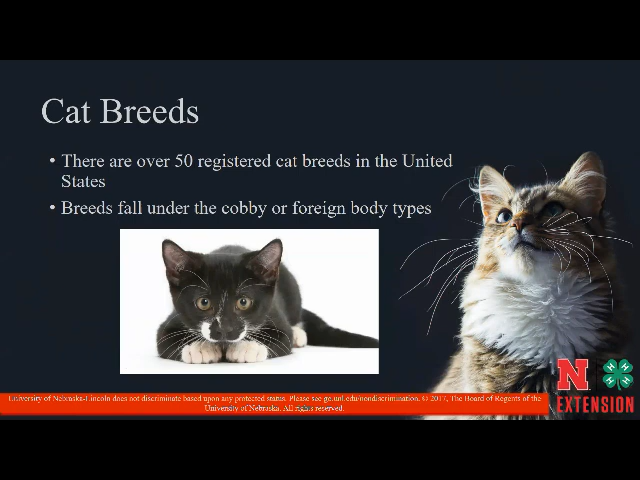 Cat Breeds
• There are over 50 registered cat breeds in the United
States
• Breeds fall under the cobby or foreign body types
N
H H H H
EXTENSION
University of Nebraska-Lincoln does not discriminate based upon any protected status. Please see go.unl.edu/nondiscrimination. © 2017, The Board of Regents of the
University of Nebraska. All rights reserved.